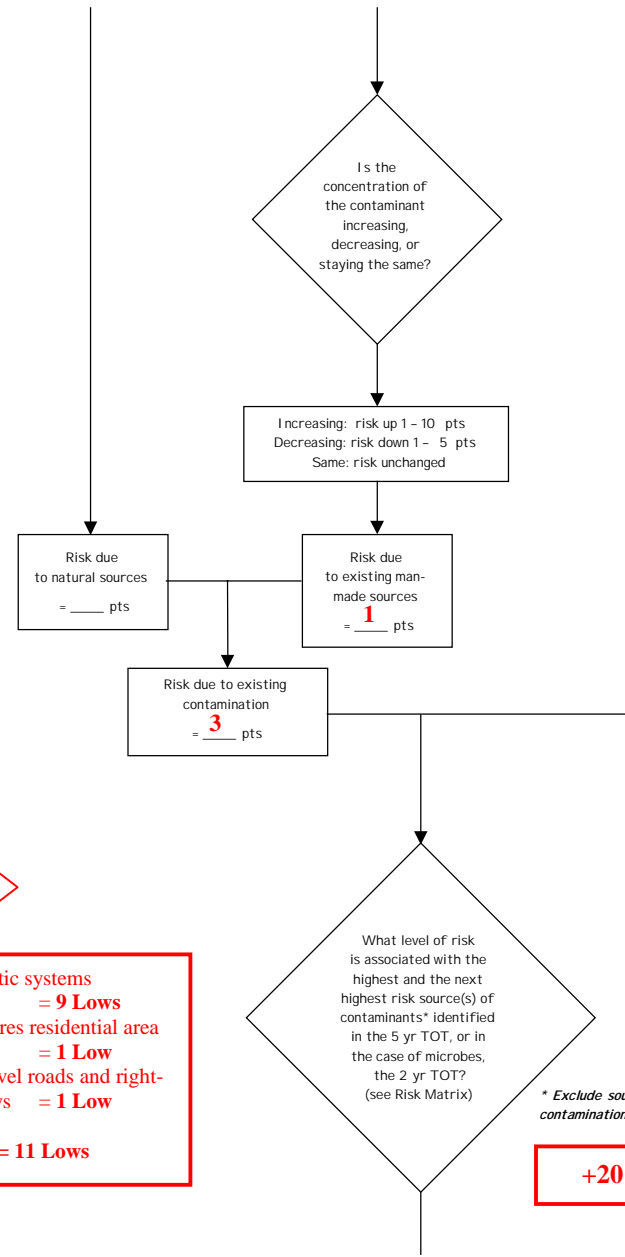 Is the
concentration of
the contaminant
increasing,
decreasing, or
staying the same?
Increasing: risk up 1 – 10 pts
Decreasing: risk down 1 – 5 pts
Same: risk unchanged
Risk due
to natural sources
= _____ pts
Risk due
to existing man-
made sources
1
= _____ pts
Risk due to existing
contamination
3
= _____ pts
What level of risk
is associated with the
highest and the next
highest risk source(s) of
contaminants* identified
in the 5 yr TOT, or in
the case of microbes,
the 2 yr TOT?
(see Risk Matrix)
tic systems
= 9 Lows
res residential area
= 1 Low
vel roads and right-
s = 1 Low
= 11 Lows
* Exclude sou
contamination
+20